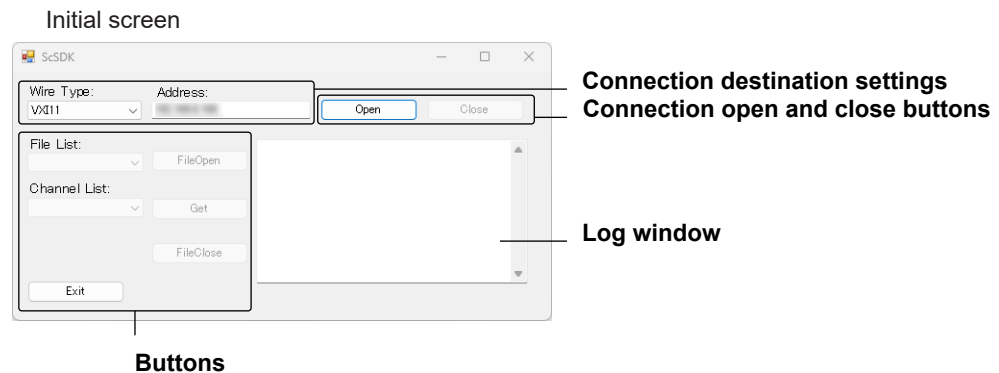 Initial screen
ScSDK
Wire Type:
Address:
VXI11
Open
Close
Connection destination settings
Connection open and close buttons
File List:
FileOpen
Channel List:
Get
FileClose
Exit
Log window
Buttons